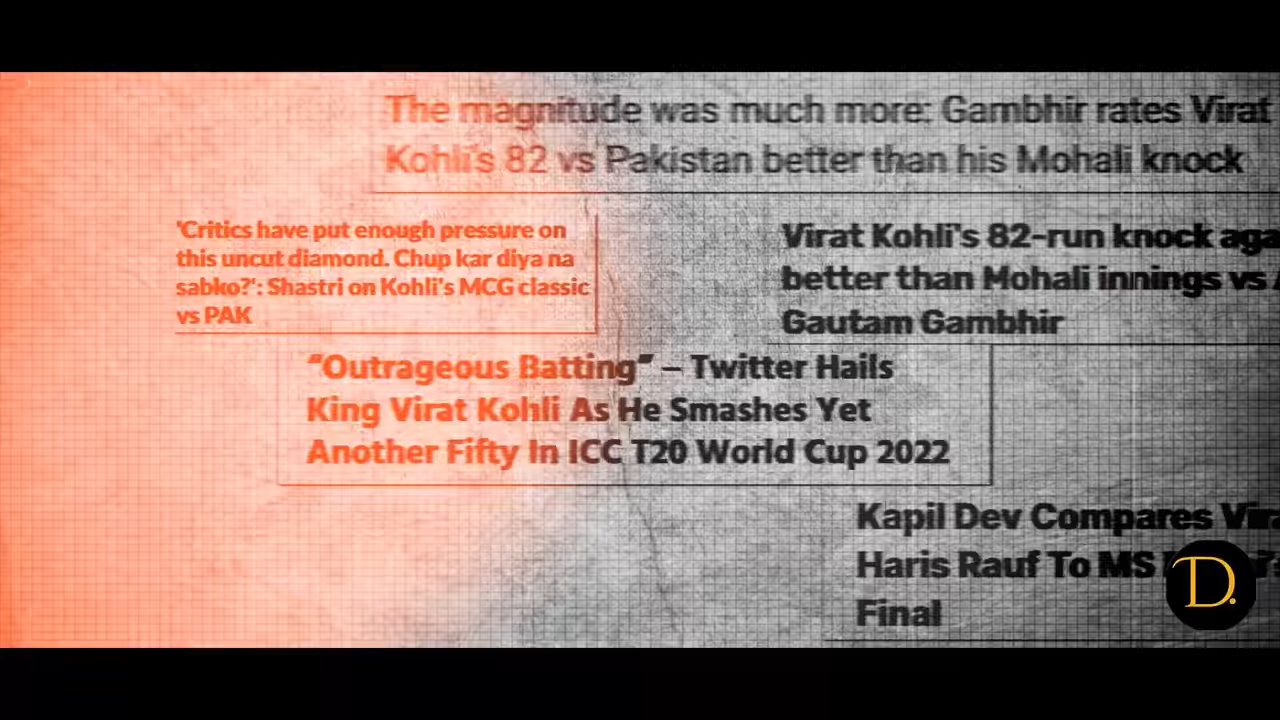 The magnitude was much more: Gambhir rates Virat
Kohli's 82 vs Pakistan better than his Mohali knock
'Critics have put enough pressure on
this uncut diamond. Chup kar diya na
sabko?': Shastri on Kohli's MCG classic
vs PAK
Virat Kohli's 82-run knock aga
better than Mohali innings vs
Gautam Gambhir
“Outrageous Batting” – Twitter Hails
King Virat Kohli As He Smashes Yet
Another Fifty In ICC T20 World Cup 2022
Kapil Dev Compares Vir
Haris Rauf To MS
Final
D.